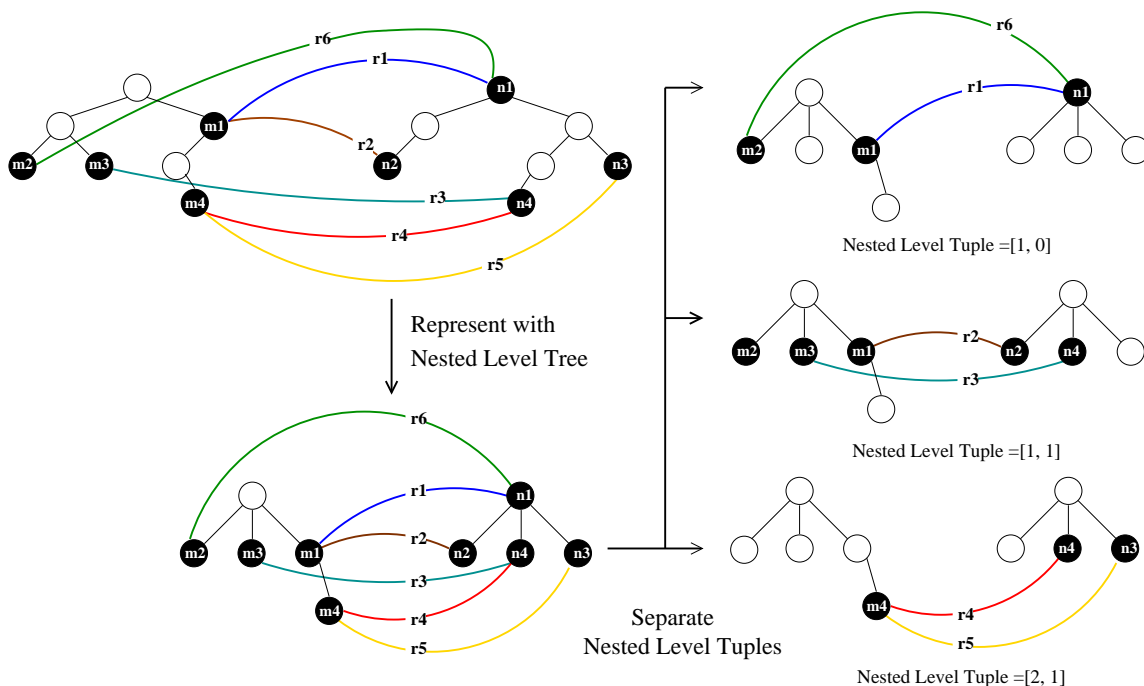 r6
r1
n1
m1
r2
m2
m3
n2
n3
r3
m4
n4
r4
r5
Represent with
Nested Level Tree
r6
r1
n1
m2
m3
m1
r2
n2
n4
n3
r3
m4
r4
r5
Separate
Nested Level Tuples
r6
r1
n1
m2
m1
Nested Level Tuple =[1, 0]
r2
m2
m3
m1
n2
n4
r3
Nested Level Tuple =[1, 1]
n4
n3
m4
r4
r5
Nested Level Tuple =[2, 1]